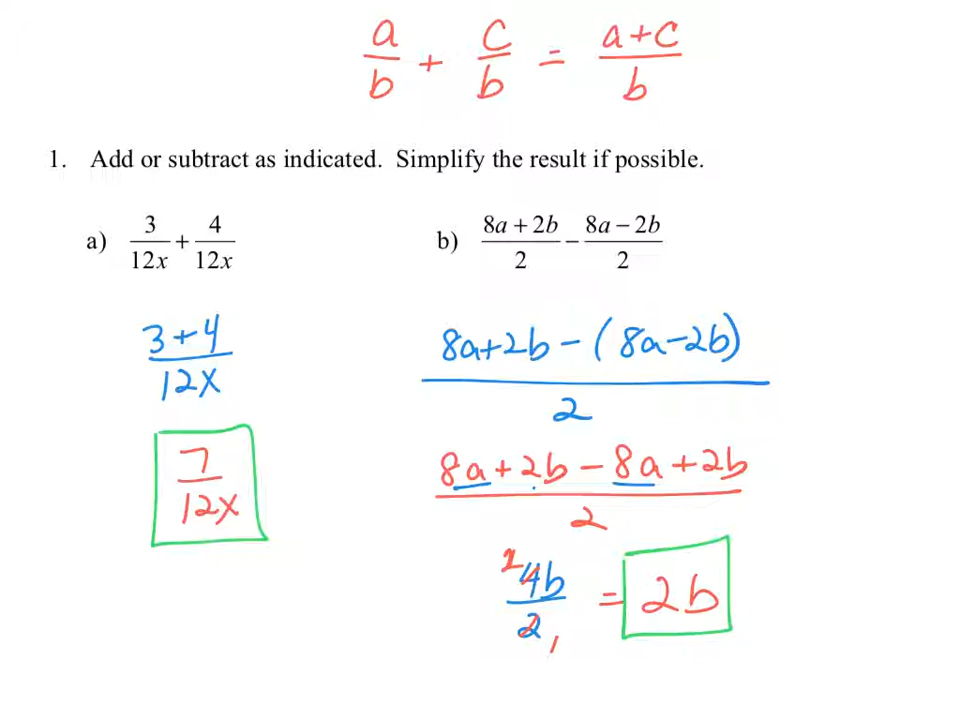 a/b + c/b = a+c/b
1. Add or subtract as indicated. Simplify the result if possible.
a) 3/12x + 4/12x
b) 8a + 2b/2 − 8a − 2b/2
3+4/12x
8a+2b − (8a−2b)/2
7/12x
8a+2b − 8a+2b/2
2 4b/2 1 = 2b